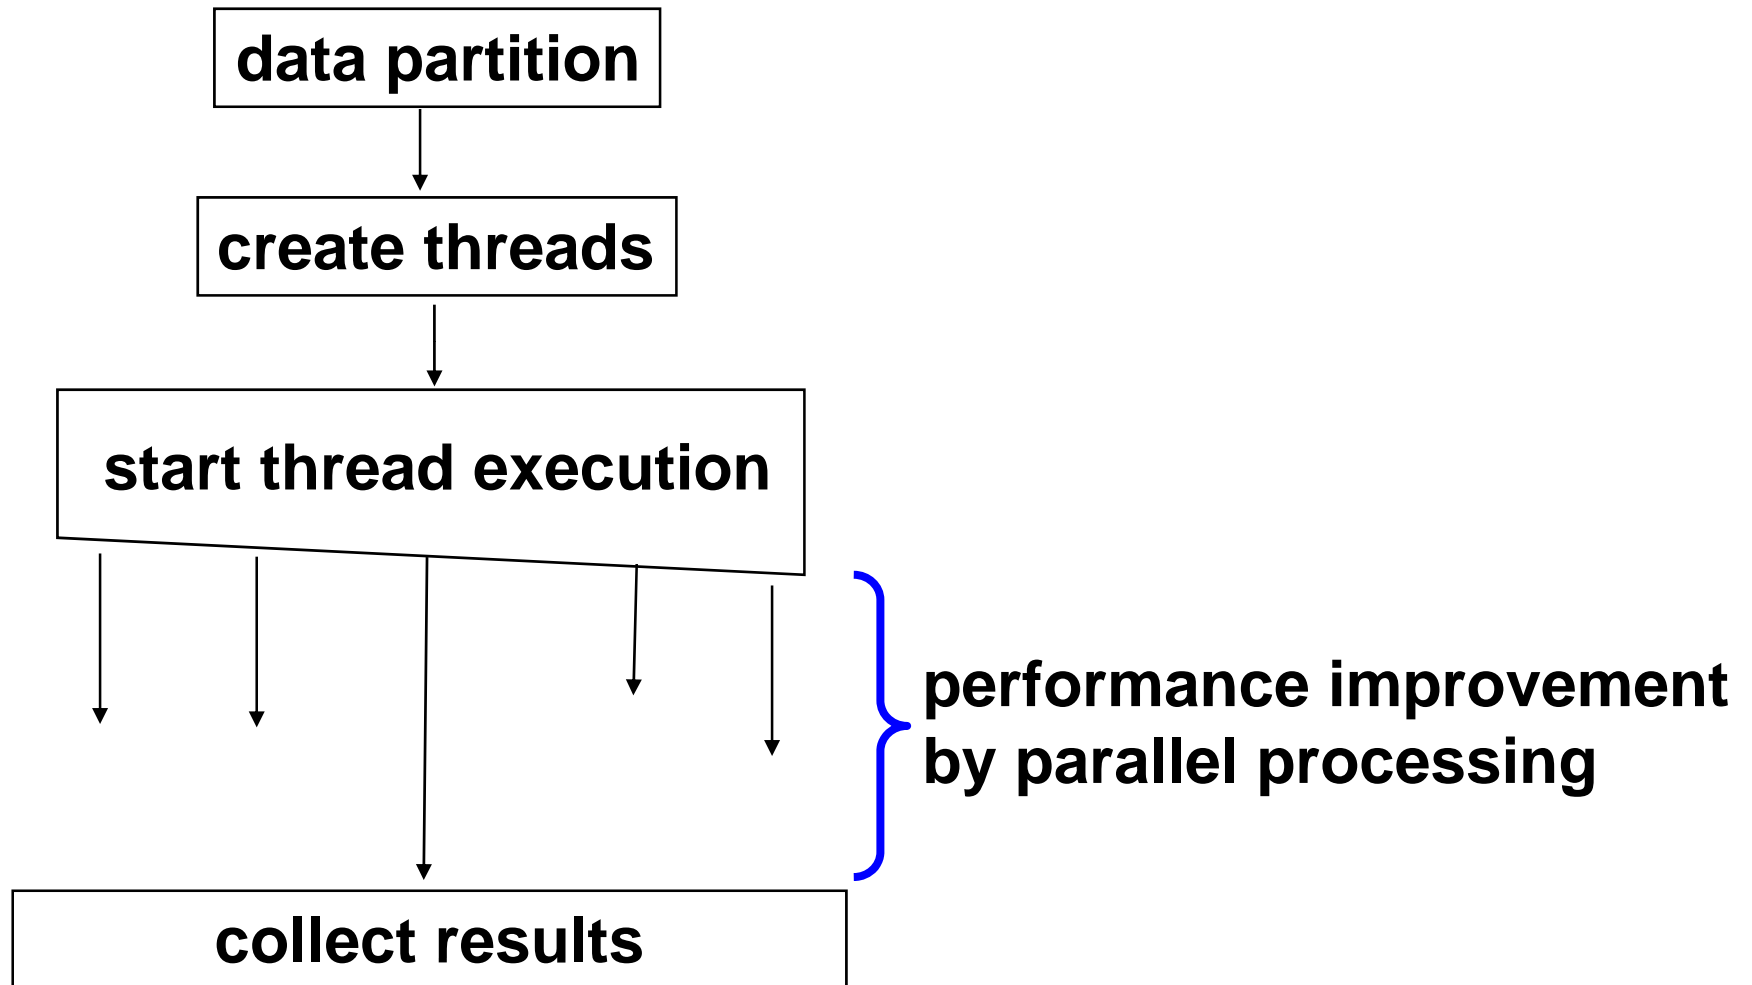 data partition
create threads
start thread execution
performance improvement
by parallel processing
collect results